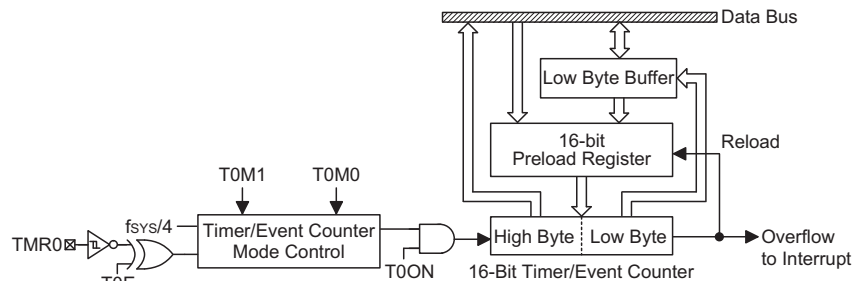 Data Bus
Low Byte Buffer
16-bit
Preload Register
Reload
T0M1
T0M0
fSYS/4
Timer/Event Counter
Mode Control
TMR0
T0ON
High Byte
Low Byte
Overflow
to Interrupt
16-Bit Timer/Event Counter